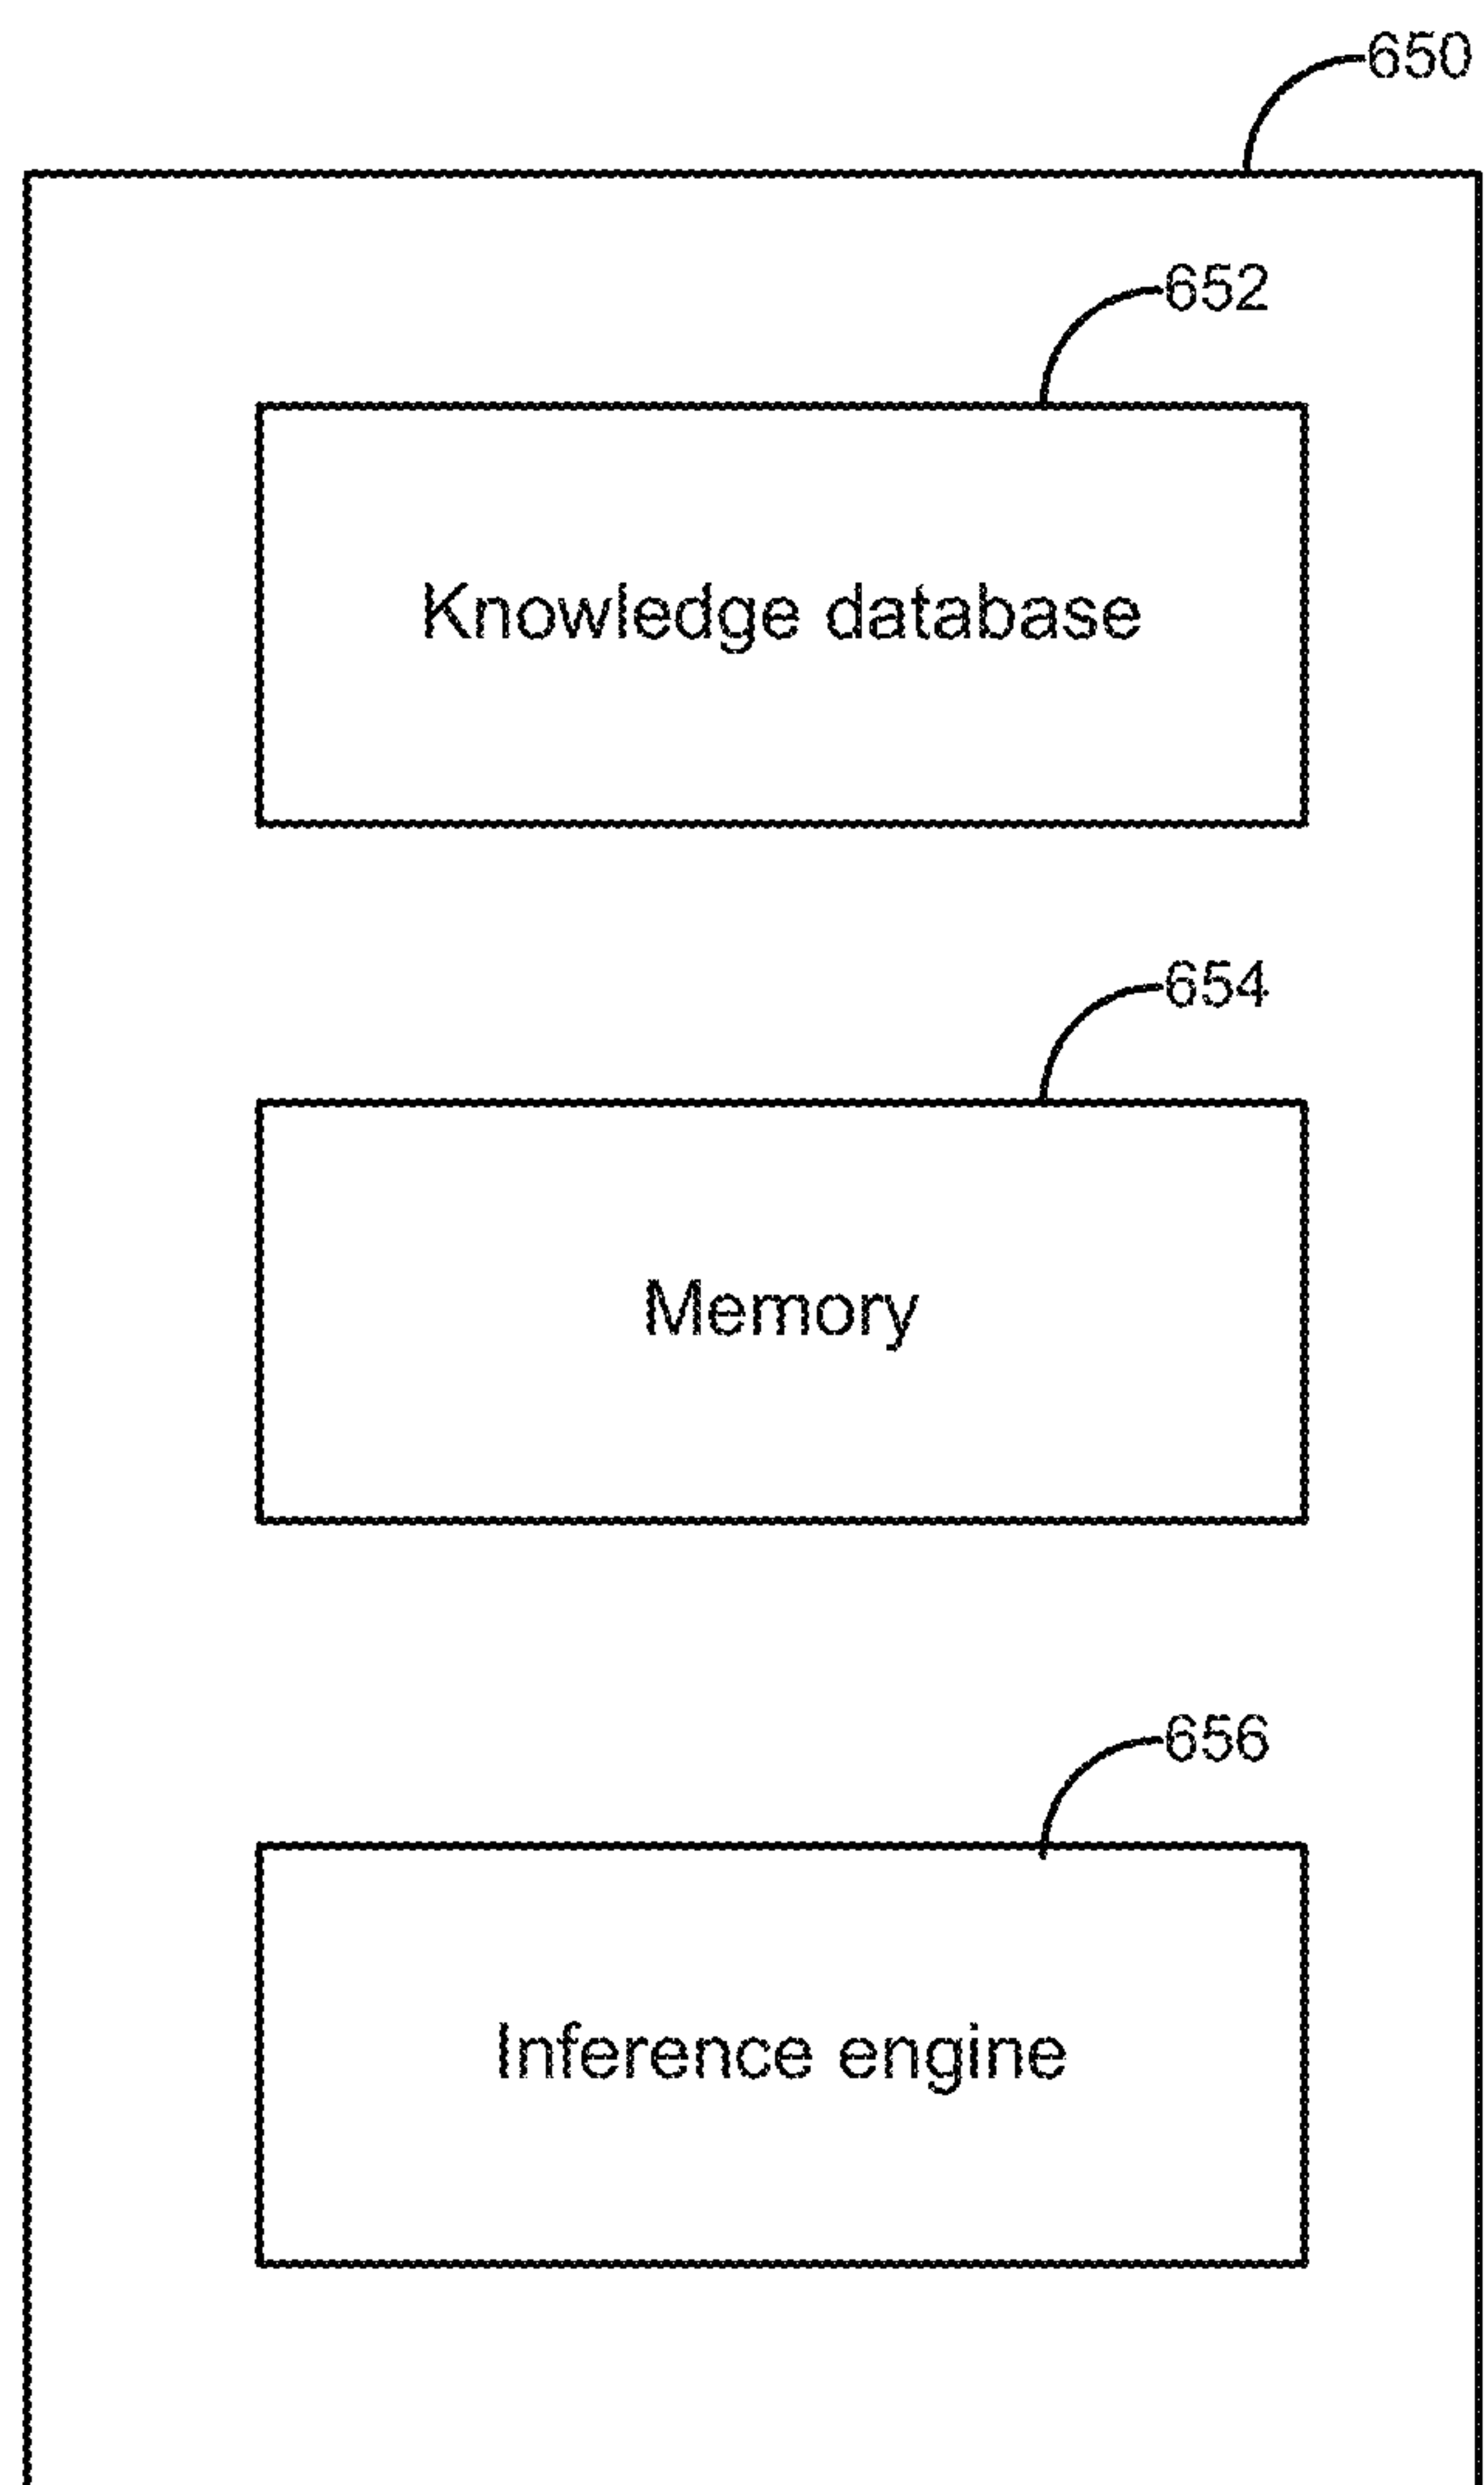 650
652
Knowledge database
654
Memory
656
Inference engine